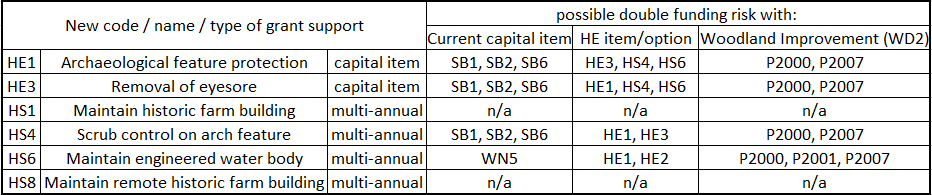 New code / name / type of grant support possible double funding risk with:
Current capital item HE item/option Woodland Improvement (WD2)
HE1 Archaeological feature protection capital item SB1, SB2, SB6 HE3, HS4, HS6 P2000, P2007
HE3 Removal of eyesore capital item SB1, SB2, SB6 HE1, HS4, HS6 P2000, P2007
HS1 Maintain historic farm building multi-annual n/a n/a n/a
HS4 Scrub control on arch feature multi-annual SB1, SB2, SB6 HE1, HE3 P2000, P2007
HS6 Maintain engineered water body multi-annual WN5 HE1, HE2 P2000, P2001, P2007
HS8 Maintain remote historic farm building multi-annual n/a n/a n/a